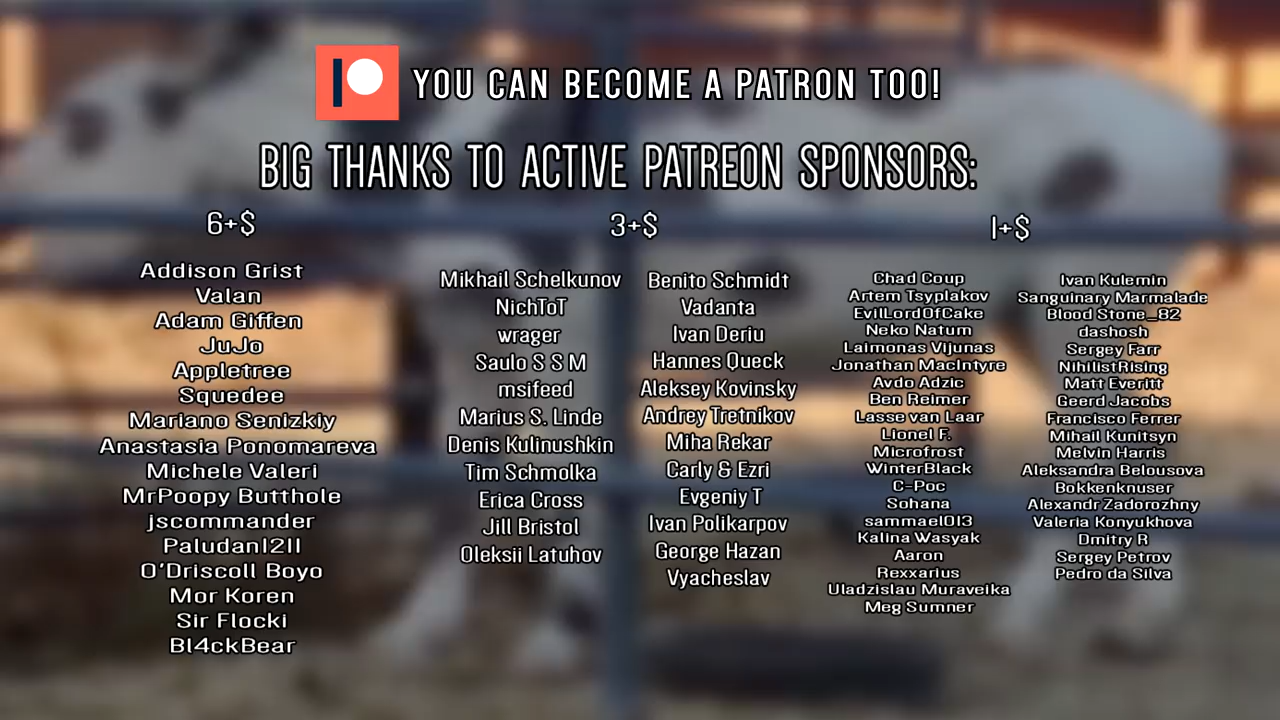 YOU CAN BECOME A PATRON TOO!
BIG THANKS TO ACTIVE PATREON SPONSORS:
6+$
Addison Grist
Valan
Adam Giffen
JuJo
Appletree
Squedee
Mariano Senizkiy
Anastasia Ponomareva
Michele Valeri
MrPoopy Butthole
jscommander
Paludan1211
O'Driscoll Boyo
Mor Koren
Sir Flocki
Bl4ckBear
3+$
Mikhail Schelkunov
NichToT
wrager
Saulo S S M
msifeed
Marius S. Linde
Denis Kulinushkin
Tim Schmolka
Erica Cross
Jill Bristol
Oleksii Latuhov
Benito Schmidt
Vadanta
Ivan Deriu
Hannes Queck
Aleksey Kovinsky
Andrey Tretnikov
Miha Rekar
Carly & Ezri
Evgeniy T
Ivan Polikarpov
George Hazan
Vyacheslav
1+$
Chad Coup
Artem Tsyplakov
EvilLordOfCake
Neko Natum
Laimonas Vijunas
Jonathan MacIntyre
Avdo Adzic
Ben Reimer
Lasse van Laar
Lionel F.
Microfrost
WinterBlack
C-Poc
Sohana
sammael013
Kalina Wasyak
Aaron
Rexxarius
Uladzislau Muraveika
Meg Sumner
Ivan Kulemin
Sanguinary Marmalade
Blood Stone_82
dashosh
Sergey Farr
NihilistRising
Matt Everitt
Geerd Jacobs
Francisco Ferrer
Mihail Kunitsyn
Melvin Harris
Aleksandra Belousova
Bokkenknuser
Alexandr Zadorozhny
Valeria Konyukhova
Dmitry R
Sergey Petrov
Pedro da Silva